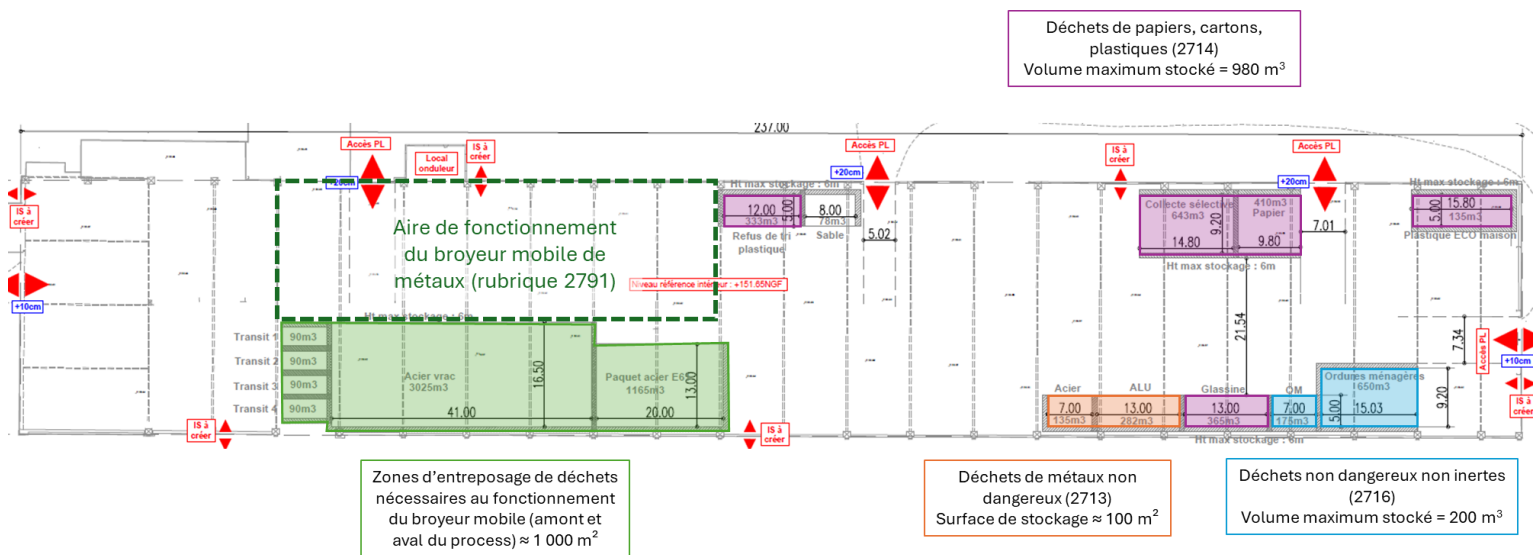 Déchets de papiers, cartons,
plastiques (2714)
Volume maximum stocké = 980 m³
237.00
Accès PL
IS à
créer
Local
onduleur
Accès PL
IS à
créer
Accès PL
-20cm
+20cm
+20cm
IS à
créer
+10cm
Ht max stockage : 6m
12.00
5.00
333m3
8.00
78m3
Refus de tri
plastique
Sable
5.02
Collecte sélective
643m3
9.20
410m3
Papier
14.80
9.80
7.01
Ht max stockage : 6m
Ht max stockage : 6m
15.80
5.00
135m3
Plastique ECO maison
Aire de fonctionnement
du broyeur mobile de
métaux (rubrique 2791)
Niveau référence intérieur : +151.65NGF
Ht max stockage : 6m
Transit 1
90m3
Transit 2
90m3
Transit 3
90m3
Transit 4
90m3
Acier vrac
3025m3
16.50
41.00
Paquet acier E6
1165m3
13.00
20.00
21.54
7.34
Accès PL
+10cm
IS à
créer
Acier
7.00
135m3
ALU
13.00
282m3
Glassine
13.00
365m3
OM
7.00
175m3
5.00
Ordures ménagères
650m3
15.03
9.20
Ht max stockage : 6m
IS à
créer
IS à
créer
Zones d'entreposage de déchets
nécessaires au fonctionnement
du broyeur mobile (amont et
aval du process) ≈ 1 000 m²
Déchets de métaux non
dangereux (2713)
Surface de stockage ≈ 100 m²
Déchets non dangereux non inertes
(2716)
Volume maximum stocké = 200 m³